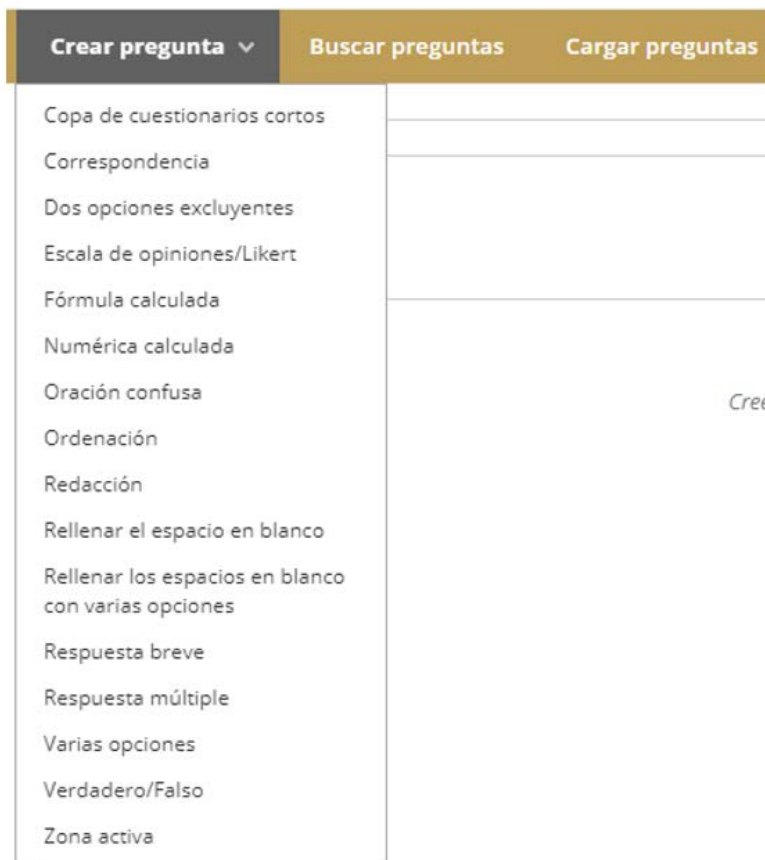 Crear pregunta Buscar preguntas Cargar preguntas
Copa de cuestionarios cortos
Correspondencia
Dos opciones excluyentes
Escala de opiniones/Likert
Fórmula calculada
Numérica calculada
Oración confusa
Cree
Ordenación
Redacción
Rellenar el espacio en blanco
Rellenar los espacios en blanco
con varias opciones
Respuesta breve
Respuesta múltiple
Varias opciones
Verdadero/Falso
Zona activa